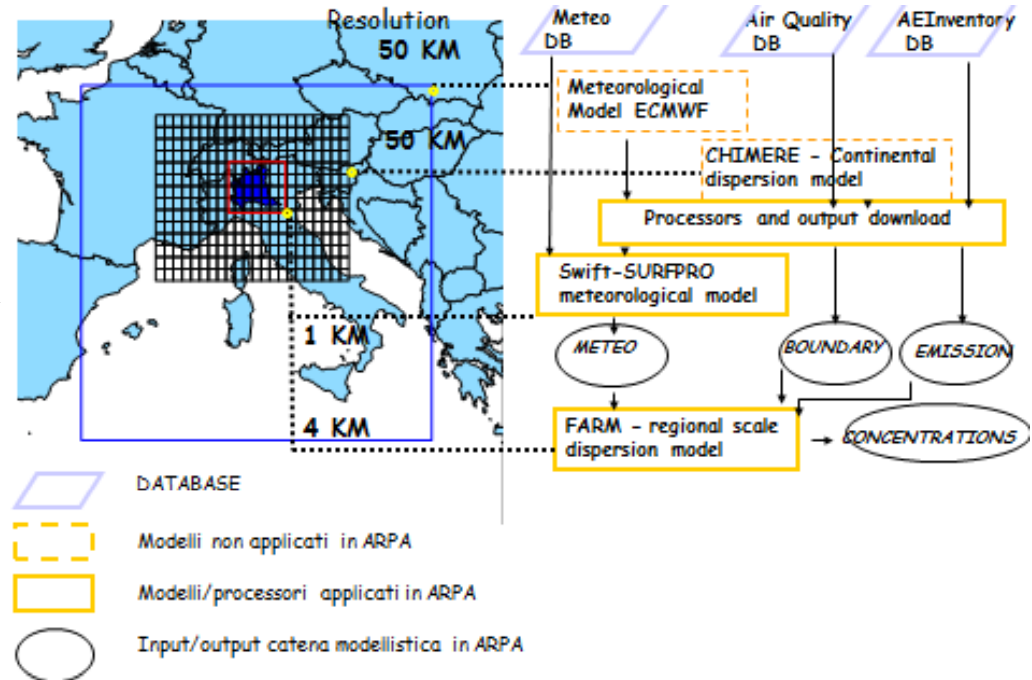 Resolution
50 KM
50 KM
1 KM
4 KM
Meteo
DB
Air Quality
DB
AEInventory
DB
Meteorological
Model ECMWF
CHIMERE - Continental
dispersion model
Processors and output download
Swift-SURFPRO
meteorological model
METEO
BOUNDARY
EMISSION
FARM - regional scale
dispersion model
CONCENTRATIONS
DATABASE
Modelli non applicati in ARPA
Modelli/processori applicati in ARPA
Input/output catena modellistica in ARPA